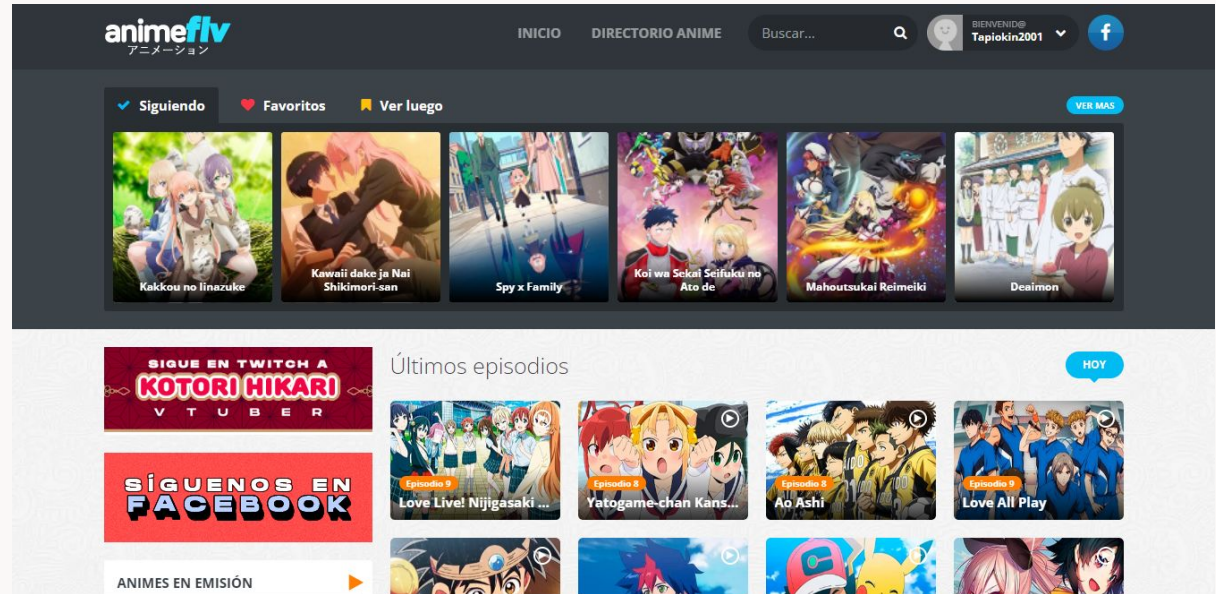 animeflv
アニメーション
INICIO
DIRECTORIO ANIME
Buscar...
BIENVENID@
Tapiokin2001
f
Siguiendo
Favoritos
Ver luego
VER MAS
Kakkou no Iinazuke
Kawaii dake ja Nai
Shikimori-san
Spy x Family
Koi wa Sekai Seifuku no
Ato de
Mahoutsukai Reimeiki
Deaimon
SIGUE EN TWITCH A
KOTORI HIKARI
VTUBER
SÍGUENOS EN
FACEBOOK
ANIMES EN EMISIÓN
Últimos episodios
HOY
Episodio 9
Love Live! Nijigasaki ...
Episodio 8
Yatogame-chan Kans...
Episodio 8
Ao Ashi
Episodio 9
Love All Play